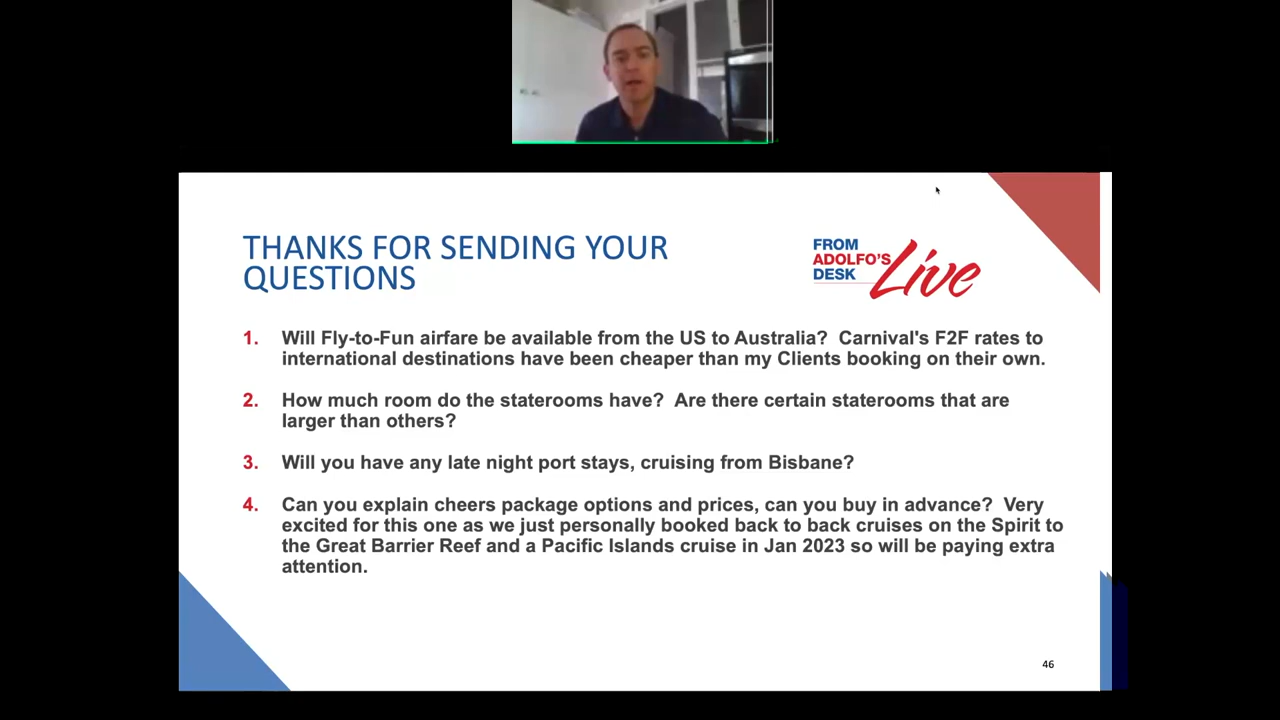 THANKS FOR SENDING YOUR
QUESTIONS
FROM
ADOLFO'S
DESK
Live
1. Will Fly-to-Fun airfare be available from the US to Australia? Carnival's F2F rates to
international destinations have been cheaper than my Clients booking on their own.
2. How much room do the staterooms have? Are there certain staterooms that are
larger than others?
3. Will you have any late night port stays, cruising from Bisbane?
4. Can you explain cheers package options and prices, can you buy in advance? Very
excited for this one as we just personally booked back to back cruises on the Spirit to
the Great Barrier Reef and a Pacific Islands cruise in Jan 2023 so will be paying extra
attention.
46